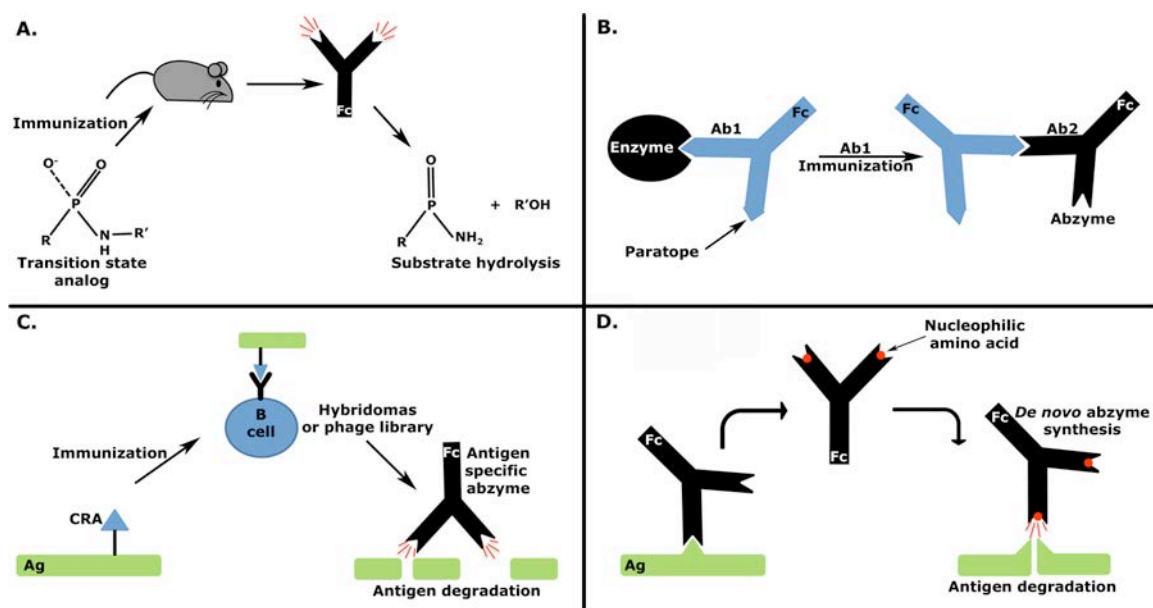 A.
Fc
Immunization
O-
O
P
R
N
H
R′
Transition state
analog
O
P
R
NH2
+ R′OH
Substrate hydrolysis
B.
Enzyme
Ab1
Fc
Paratope
Ab1
Immunization
Fc
Ab2
Fc
Abzyme
C.
B
cell
Immunization
CRA
Ag
Hybridomas
or phage library
Fc
Antigen
specific
abzyme
Antigen degradation
D.
Nucleophilic
amino acid
Fc
Fc
Ag
De novo abzyme
synthesis
Fc
Antigen degradation